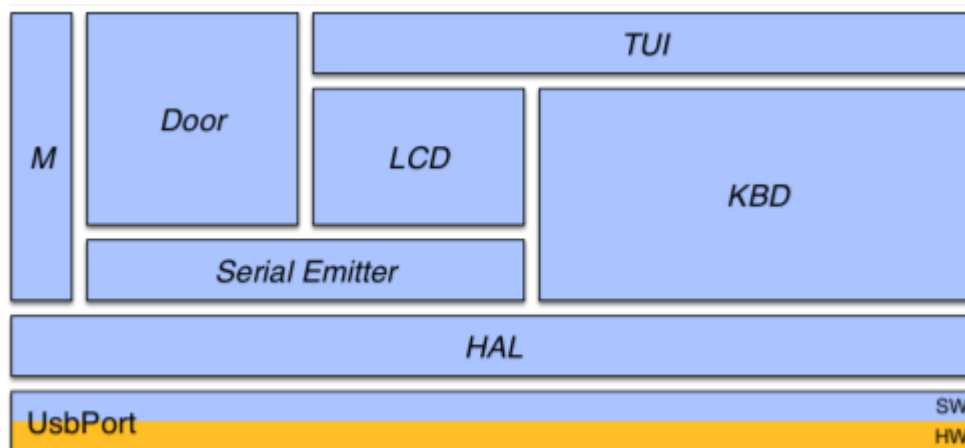 TUI
Door
LCD
M
KBD
Serial Emitter
HAL
UsbPort
SW
HW